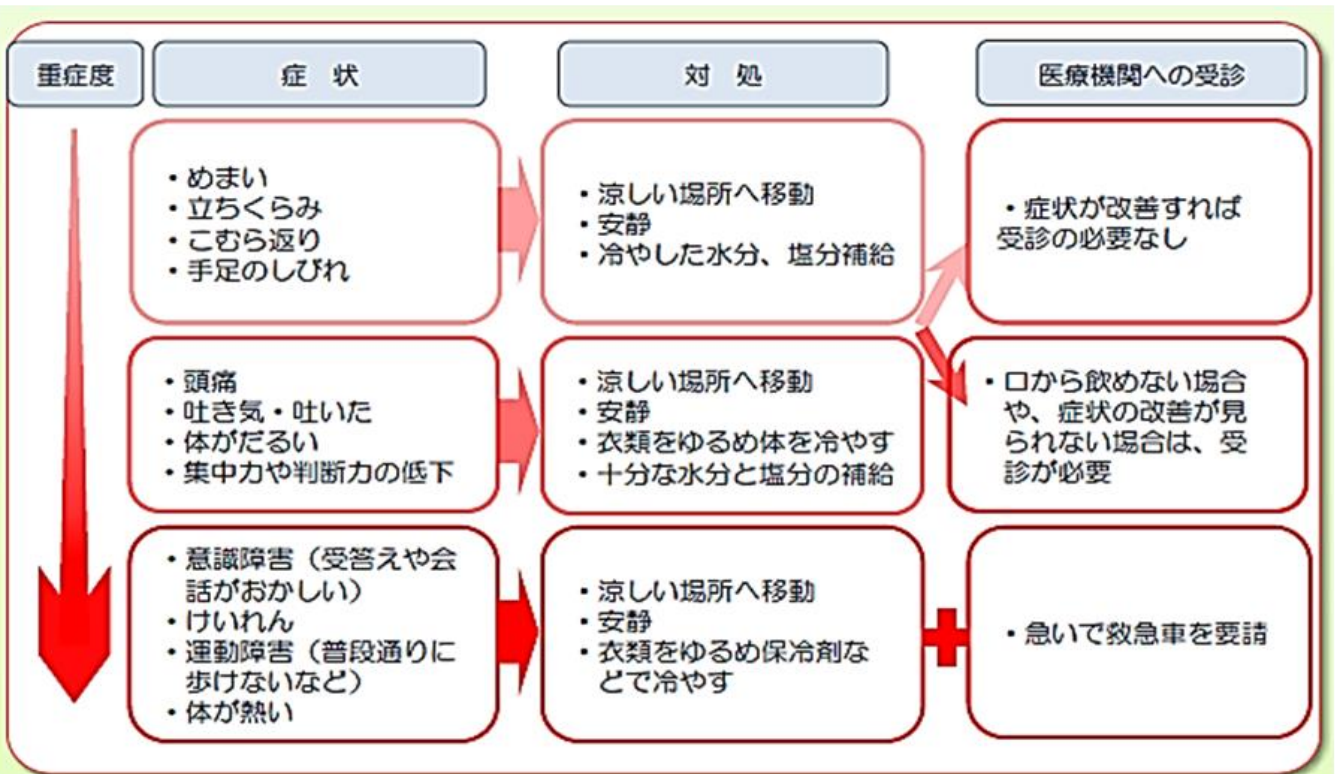 重症度
症 状
対 処
医療機関への受診
・めまい
・立ちくらみ
・こむら返り
・手足のしびれ
・涼しい場所へ移動
・安静
・冷やした水分、塩分補給
・症状が改善すれば
受診の必要なし
・頭痛
・吐き気・吐いた
・体がだるい
・集中力や判断力の低下
・涼しい場所へ移動
・安静
・衣類をゆるめ体を冷やす
・十分な水分と塩分の補給
・口から飲めない場合
や、症状の改善が見
られない場合は、受
診が必要
・意識障害（受答えや会
話がおかしい）
・けいれん
・運動障害（普段通りに
歩けないなど）
・体が熱い
・涼しい場所へ移動
・安静
・衣類をゆるめ保冷剤な
どで冷やす
・急いで救急車を要請